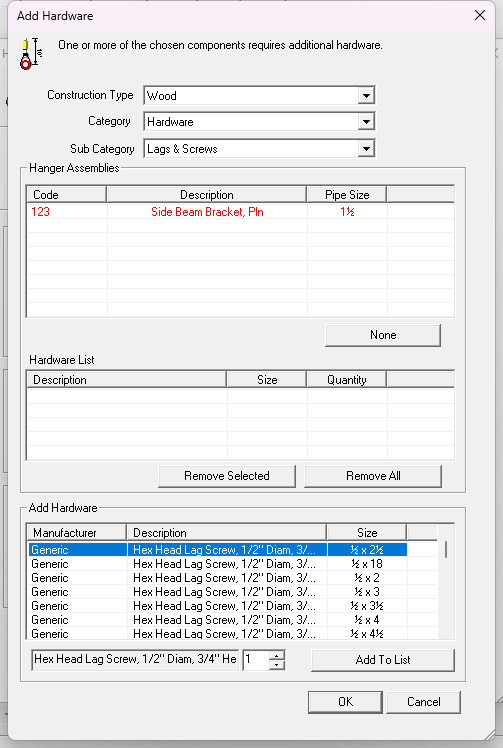 Add Hardware
One or more of the chosen components requires additional hardware.
Construction Type Wood
Category Hardware
Sub Category Lags & Screws
Hanger Assemblies
Code Description Pipe Size
123 Side Beam Bracket, Pln 1½
None
Hardware List
Description Size Quantity
Remove Selected Remove All
Add Hardware
Manufacturer Description Size
Generic Hex Head Lag Screw, 1/2" Diam, 3/... ½ x 2½
Generic Hex Head Lag Screw, 1/2" Diam, 3/... ½ x 18
Generic Hex Head Lag Screw, 1/2" Diam, 3/... ½ x 2
Generic Hex Head Lag Screw, 1/2" Diam, 3/... ½ x 3
Generic Hex Head Lag Screw, 1/2" Diam, 3/... ½ x 3½
Generic Hex Head Lag Screw, 1/2" Diam, 3/... ½ x 4
Generic Hex Head Lag Screw, 1/2" Diam, 3/... ½ x 4½
Hex Head Lag Screw, 1/2" Diam, 3/4" He 1 Add To List
OK Cancel